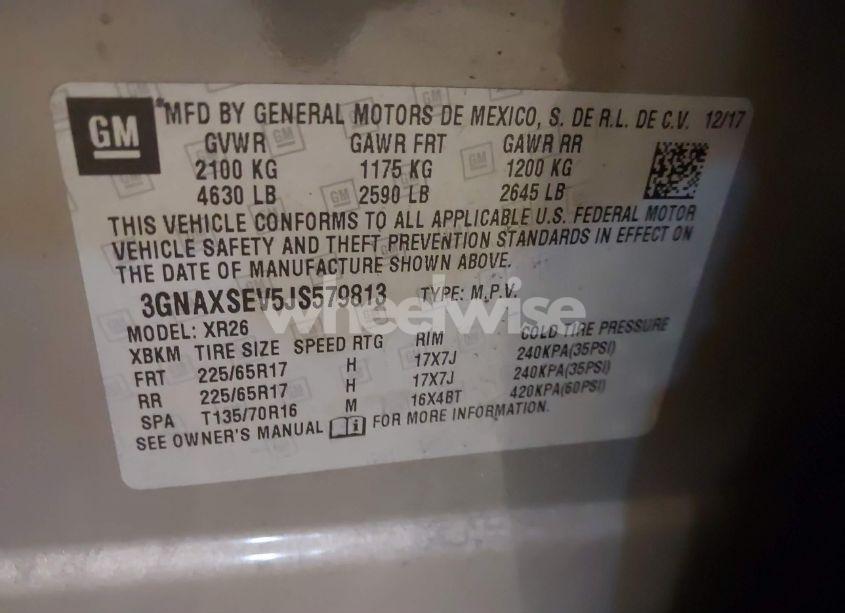 GM
MFD BY GENERAL MOTORS DE MEXICO, S. DE R.L. DE C.V. 12/17
GVWR GAWR FRT GAWR RR
2100 KG 1175 KG 1200 KG
4630 LB 2590 LB 2645 LB
THIS VEHICLE CONFORMS TO ALL APPLICABLE U.S. FEDERAL MOTOR
VEHICLE SAFETY AND THEFT PREVENTION STANDARDS IN EFFECT ON
THE DATE OF MANUFACTURE SHOWN ABOVE.
3GNAXSEV5JS579813 TYPE: M.P.V.
wheelwise
MODEL: XR26
XBKM TIRE SIZE SPEED RTG RIM COLD TIRE PRESSURE
FRT 225/65R17 H 17X7J 240KPA(35PSI)
RR 225/65R17 H 17X7J 240KPA(35PSI)
SPA T135/70R16 M 16X4BT 420KPA(60PSI)
SEE OWNER'S MANUAL FOR MORE INFORMATION.